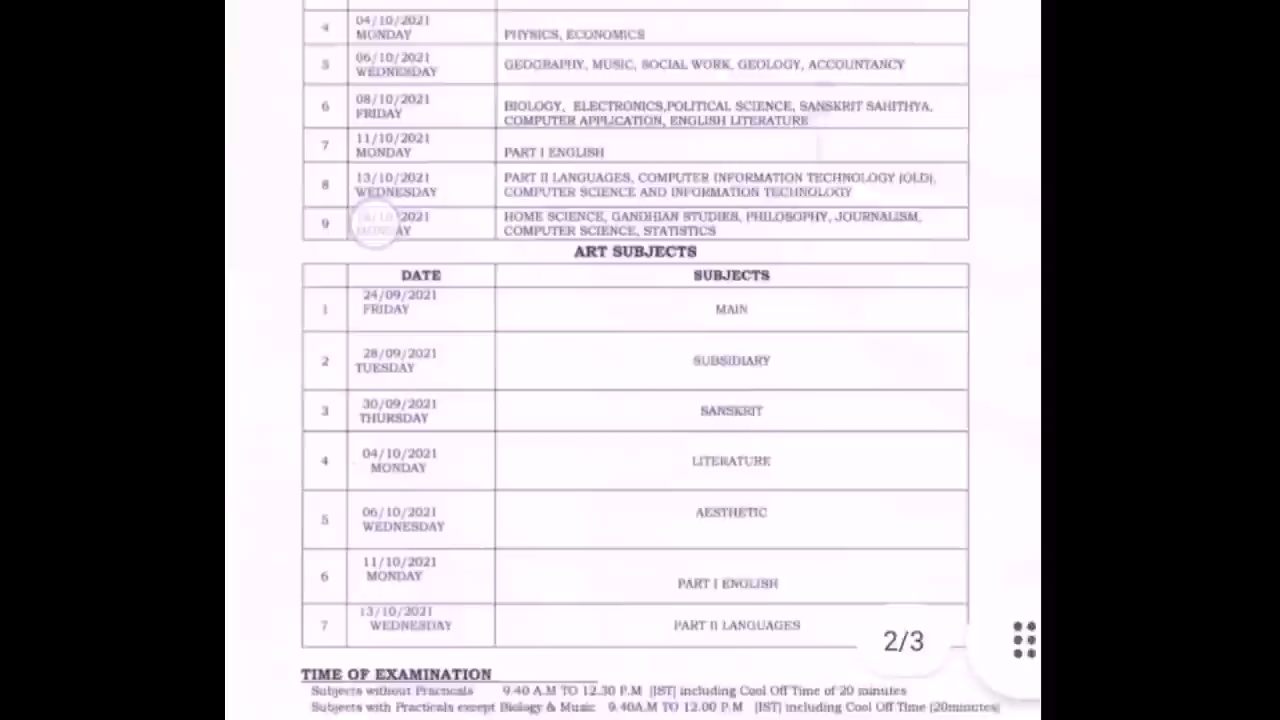 4 04/10/2021
MONDAY PHYSICS, ECONOMICS
5 06/10/2021
WEDNESDAY GEOGRAPHY, MUSIC, SOCIAL WORK, GEOLOGY, ACCOUNTANCY
6 08/10/2021
FRIDAY BIOLOGY, ELECTRONICS,POLITICAL SCIENCE, SANSKRIT SAHITHYA,
COMPUTER APPLICATION, ENGLISH LITERATURE
7 11/10/2021
MONDAY PART I ENGLISH
8 13/10/2021 PART II LANGUAGES, COMPUTER INFORMATION TECHNOLOGY (OLD),
WEDNESDAY COMPUTER SCIENCE AND INFORMATION TECHNOLOGY
9 /2021 HOME SCIENCE, GANDHIAN STUDIES, PHILOSOPHY, JOURNALISM,
MONDAY COMPUTER SCIENCE, STATISTICS
ART SUBJECTS
DATE SUBJECTS
1 24/09/2021
FRIDAY MAIN
2 28/09/2021
TUESDAY SUBSIDIARY
3 30/09/2021
THURSDAY SANSKRIT
4 04/10/2021
MONDAY LITERATURE
5 06/10/2021 AESTHETIC
WEDNESDAY
6 11/10/2021
MONDAY PART I ENGLISH
7 13/10/2021
WEDNESDAY PART II LANGUAGES
2/3
TIME OF EXAMINATION
Subjects without Practicals 9.40 A.M TO 12.30 P.M (IST) including Cool Off Time of 20 minutes
Subjects with Practicals except Biology & Music 9.40A.M TO 12.00 P.M (IST) including Cool Off Time (20minutes)